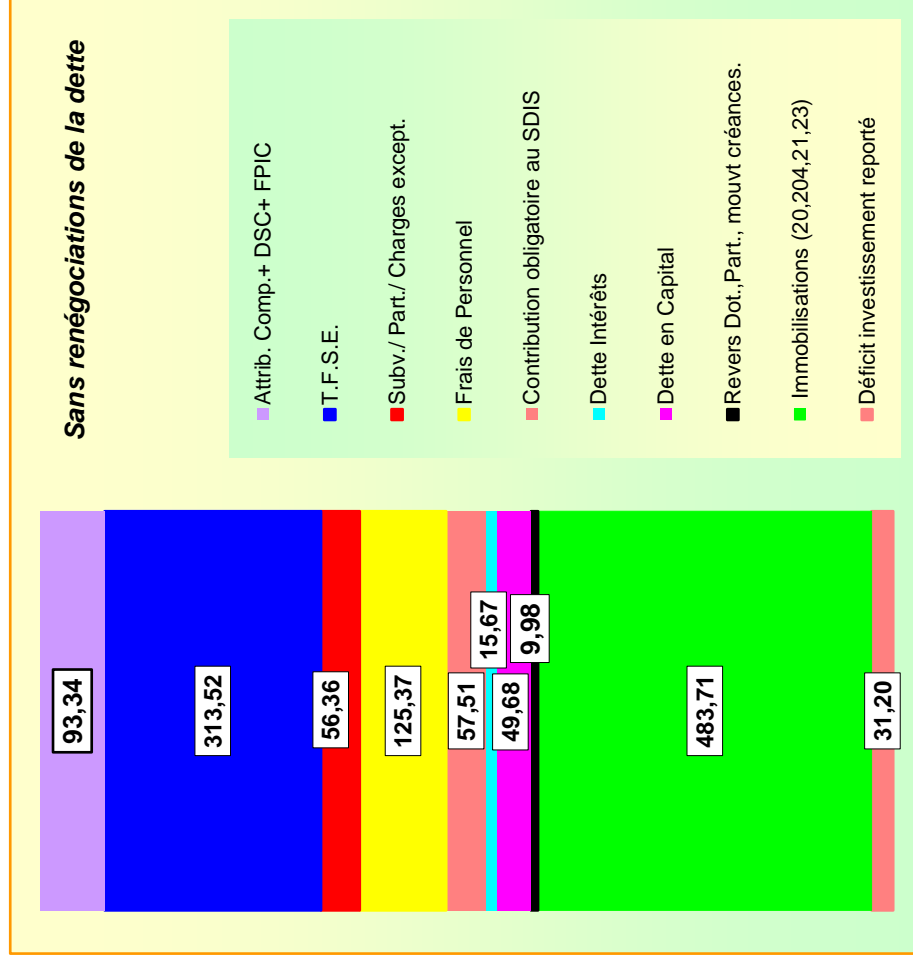 Sans renégociations de la dette
93,34
313,52
56,36
125,37
57,51
15,67
49,68
9,98
483,71
31,20
Attrib. Comp.+ DSC+ FPIC
T.F.S.E.
Subv./ Part./ Charges except.
Frais de Personnel
Contribution obligatoire au SDIS
Dette Intérêts
Dette en Capital
Revers Dot.,Part., mouvt créances.
Immobilisations (20,204,21,23)
Déficit investissement reporté